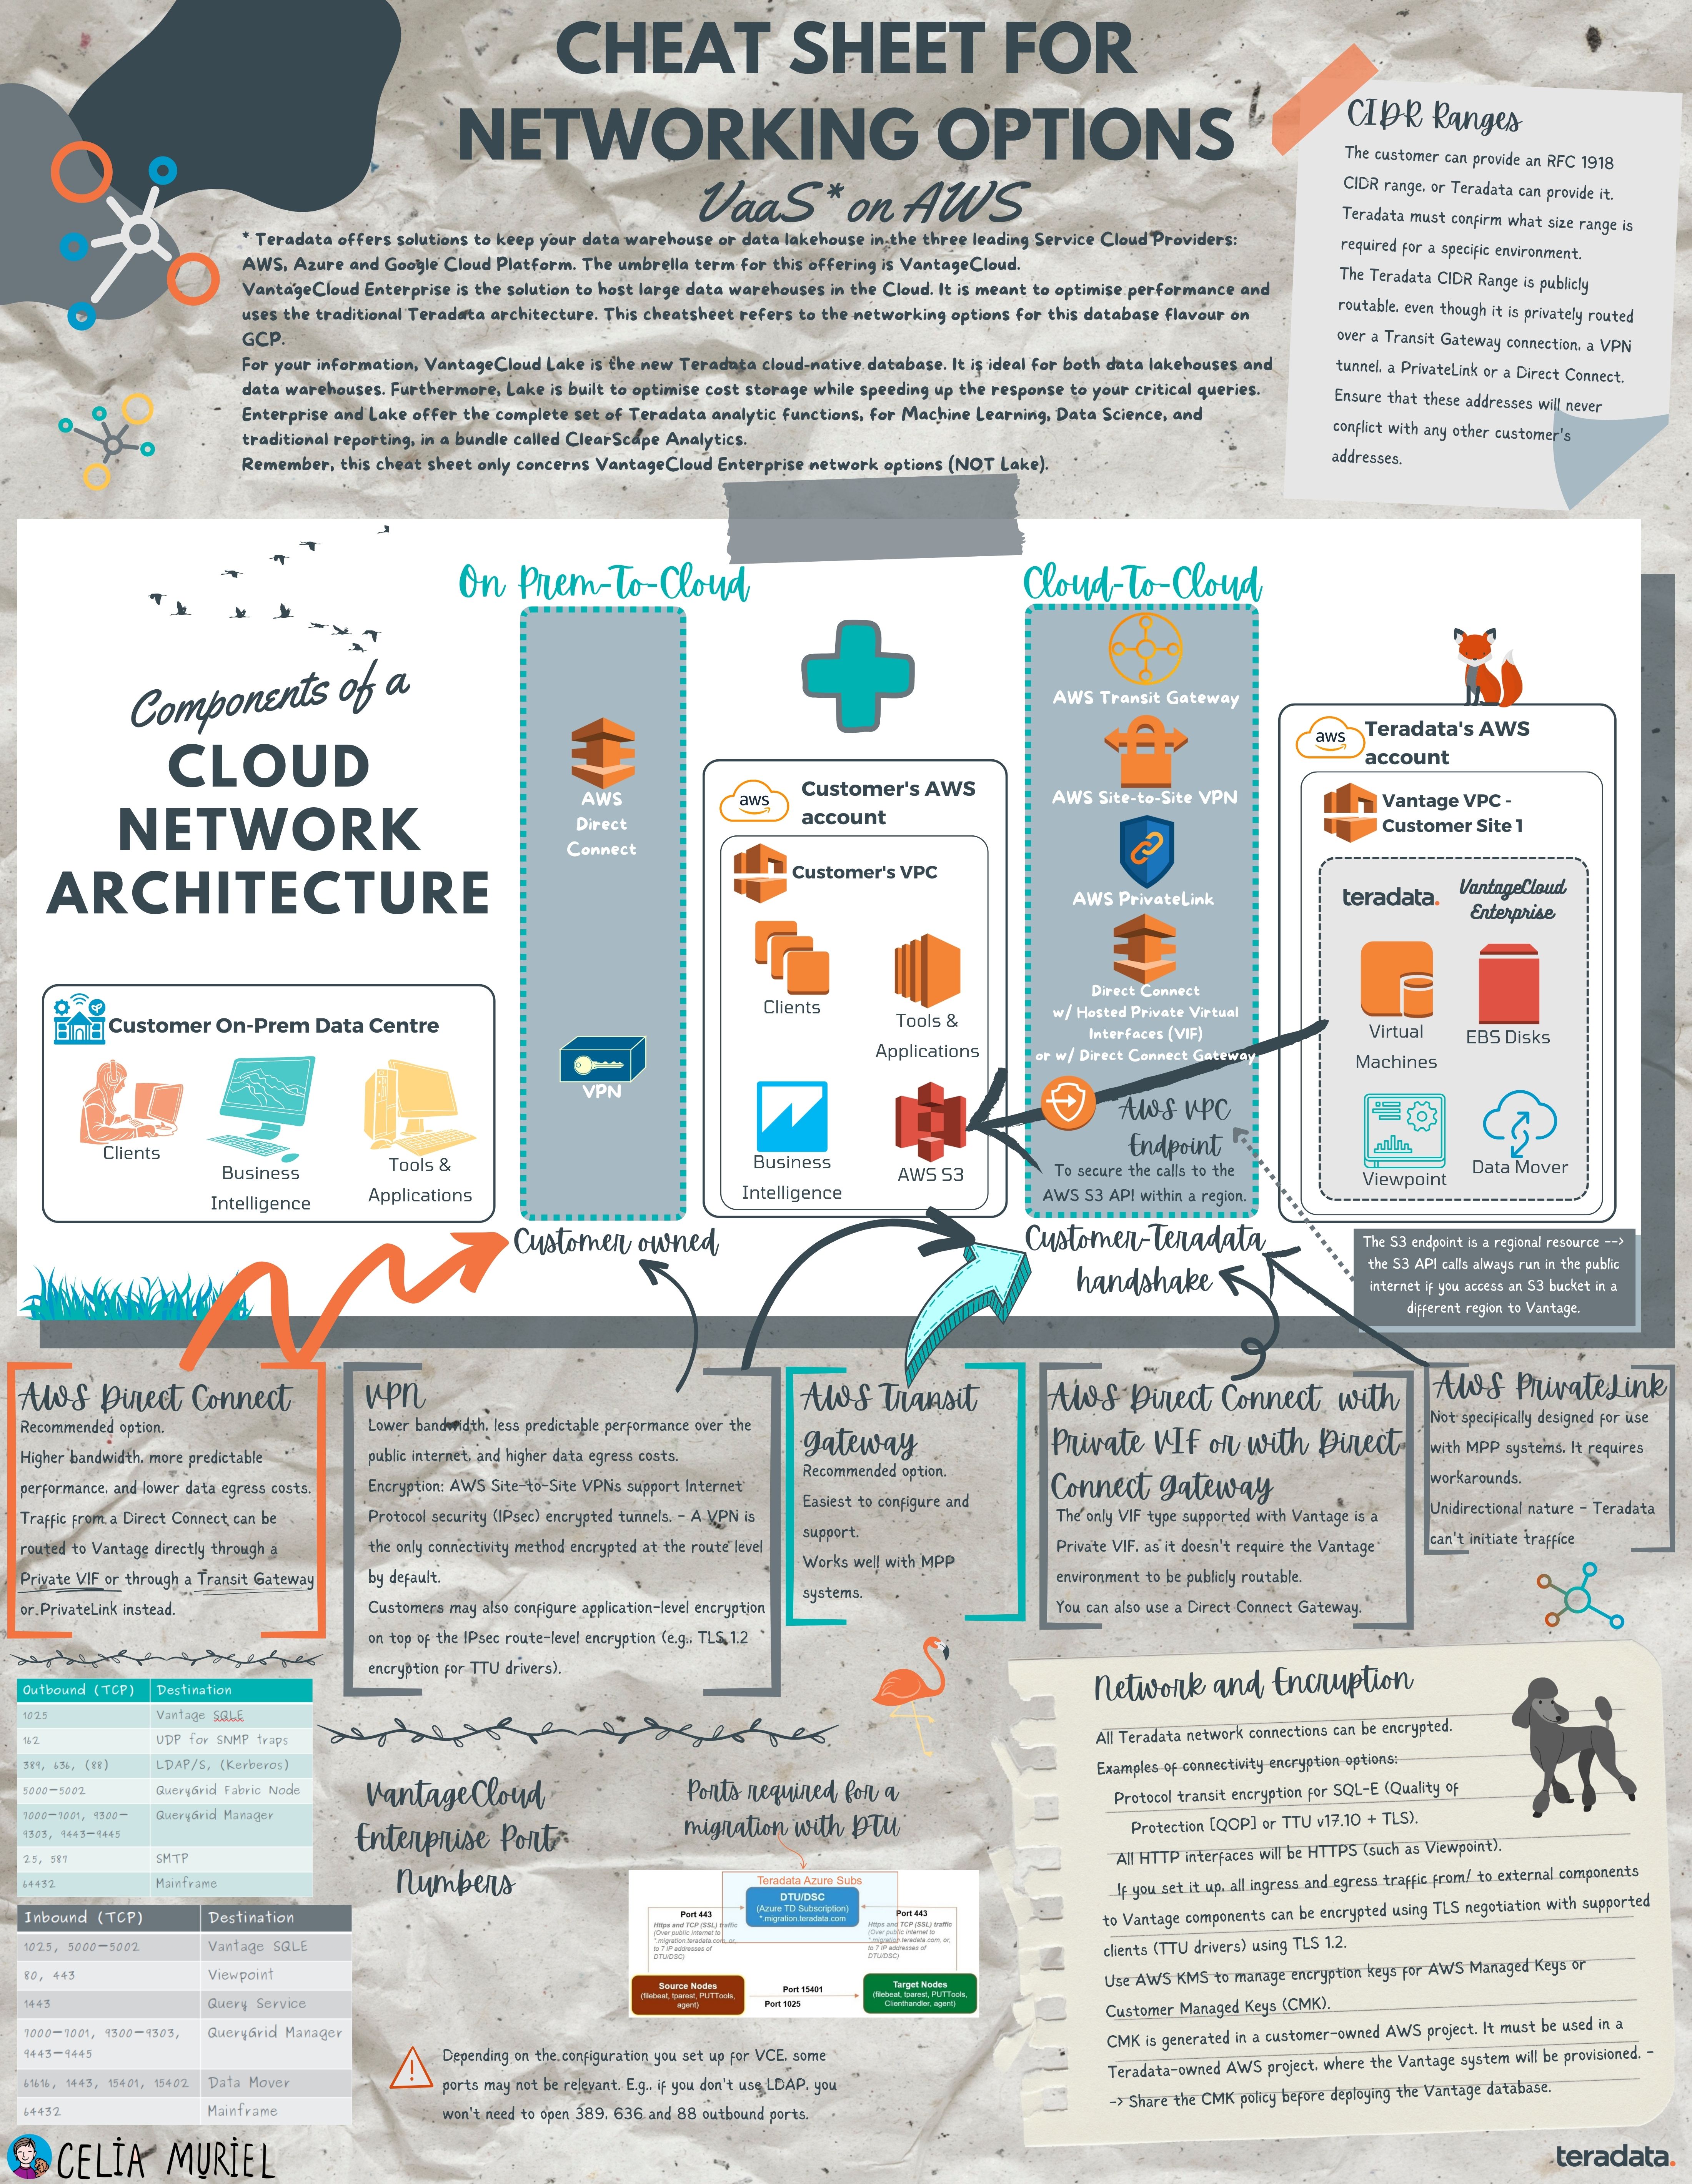 CHEAT SHEET FOR
NETWORKING OPTIONS
VaaS* on AWS
* Teradata offers solutions to keep your data warehouse or data lakehouse in the three leading Service Cloud Providers:
AWS, Azure and Google Cloud Platform. The umbrella term for this offering is VantageCloud.
VantageCloud Enterprise is the solution to host large data warehouses in the Cloud. It is meant to optimise performance and
uses the traditional Teradata architecture. This cheatsheet refers to the networking options for this database flavour on
GCP.
For your information, VantageCloud Lake is the new Teradata cloud-native database. It is ideal for both data lakehouses and
data warehouses. Furthermore, Lake is built to optimise cost storage while speeding up the response to your critical queries.
Enterprise and Lake offer the complete set of Teradata analytic functions, for Machine Learning, Data Science, and
traditional reporting, in a bundle called ClearScape Analytics.
Remember, this cheat sheet only concerns VantageCloud Enterprise network options (NOT Lake).
CIDR Ranges
The customer can provide an RFC 1918
CIDR range, or Teradata can provide it.
Teradata must confirm what size range is
required for a specific environment.
The Teradata CIDR Range is publicly
routable, even though it is privately routed
over a Transit Gateway connection, a VPN
tunnel, a PrivateLink or a Direct Connect.
Ensure that these addresses will never
conflict with any other customer's
addresses.
Components of a
CLOUD
NETWORK
ARCHITECTURE
Customer On-Prem Data Centre
Clients
Business
Intelligence
Tools &
Applications
On Prem-To-Cloud
AWS
Direct
Connect
VPN
Customer owned
aws
Customer's AWS
account
Customer's VPC
Clients
Tools &
Applications
Business
Intelligence
AWS S3
Cloud-To-Cloud
AWS Transit Gateway
AWS Site-to-Site VPN
AWS PrivateLink
Direct Connect
w/ Hosted Private Virtual
Interfaces (VIF)
or w/ Direct Connect Gateway
AWS VPC
Endpoint
To secure the calls to the
AWS S3 API within a region.
Customer-Teradata
handshake
aws
Teradata's AWS
account
Vantage VPC -
Customer Site 1
teradata.
VantageCloud
Enterprise
Virtual
Machines
EBS Disks
Viewpoint
Data Mover
The S3 endpoint is a regional resource -->
the S3 API calls always run in the public
internet if you access an S3 bucket in a
different region to Vantage.
AWS Direct Connect
Recommended option.
Higher bandwidth, more predictable
performance, and lower data egress costs.
Traffic from a Direct Connect can be
routed to Vantage directly through a
Private VIF or through a Transit Gateway
or PrivateLink instead.
VPN
Lower bandwidth, less predictable performance over the
public internet, and higher data egress costs.
Encryption: AWS Site-to-Site VPNs support Internet
Protocol security (IPsec) encrypted tunnels. - A VPN is
the only connectivity method encrypted at the route level
by default.
Customers may also configure application-level encryption
on top of the IPsec route-level encryption (e.g., TLS 1.2
encryption for TTU drivers).
AWS Transit
Gateway
Recommended option.
Easiest to configure and
support.
Works well with MPP
systems.
AWS Direct Connect with
Private VIF or with Direct
Connect Gateway
The only VIF type supported with Vantage is a
Private VIF, as it doesn't require the Vantage
environment to be publicly routable.
You can also use a Direct Connect Gateway.
AWS PrivateLink
Not specifically designed for use
with MPP systems. It requires
workarounds.
Unidirectional nature - Teradata
can't initiate traffice
Outbound (TCP) Destination
1025 Vantage SQLE
162 UDP for SNMP traps
389, 636, (88) LDAP/S, (Kerberos)
5000-5002 QueryGrid Fabric Node
7000-7001, 9300- QueryGrid Manager
9303, 9443-9445
25, 587 SMTP
64432 Mainframe
Inbound (TCP) Destination
1025, 5000-5002 Vantage SQLE
80, 443 Viewpoint
1443 Query Service
7000-7001, 9300-9303, QueryGrid Manager
9443-9445
61616, 1443, 15401, 15402 Data Mover
64432 Mainframe
VantageCloud
Enterprise Port
Numbers
Ports required for a
migration with DTU
Teradata Azure Subs
DTU/DSC
(Azure TD Subscription)
*.migration.teradata.com
Port 443
Https and TCP (SSL) traffic
(Over public internet to
*.migration.teradata.com, or,
to 7 IP addresses of
DTU/DSC)
Port 443
Https and TCP (SSL) traffic
(Over public internet to
*.migration.teradata.com, or,
to 7 IP addresses of
DTU/DSC)
Source Nodes
(filebeat, tparest, PUTTools,
agent)
Port 15401
Port 1025
Target Nodes
(filebeat, tparest, PUTTools,
Clienthandler, agent)
Depending on the configuration you set up for VCE, some
ports may not be relevant. E.g., if you don't use LDAP, you
won't need to open 389, 636 and 88 outbound ports.
Network and Encruption
All Teradata network connections can be encrypted.
Examples of connectivity encryption options:
Protocol transit encryption for SQL-E (Quality of
Protection [QOP] or TTU v17.10 + TLS).
All HTTP interfaces will be HTTPS (such as Viewpoint).
If you set it up, all ingress and egress traffic from/ to external components
to Vantage components can be encrypted using TLS negotiation with supported
clients (TTU drivers) using TLS 1.2.
Use AWS KMS to manage encryption keys for AWS Managed Keys or
Customer Managed Keys (CMK).
CMK is generated in a customer-owned AWS project. It must be used in a
Teradata-owned AWS project, where the Vantage system will be provisioned. -
-> Share the CMK policy before deploying the Vantage database.
CELIA MURIEL
teradata.